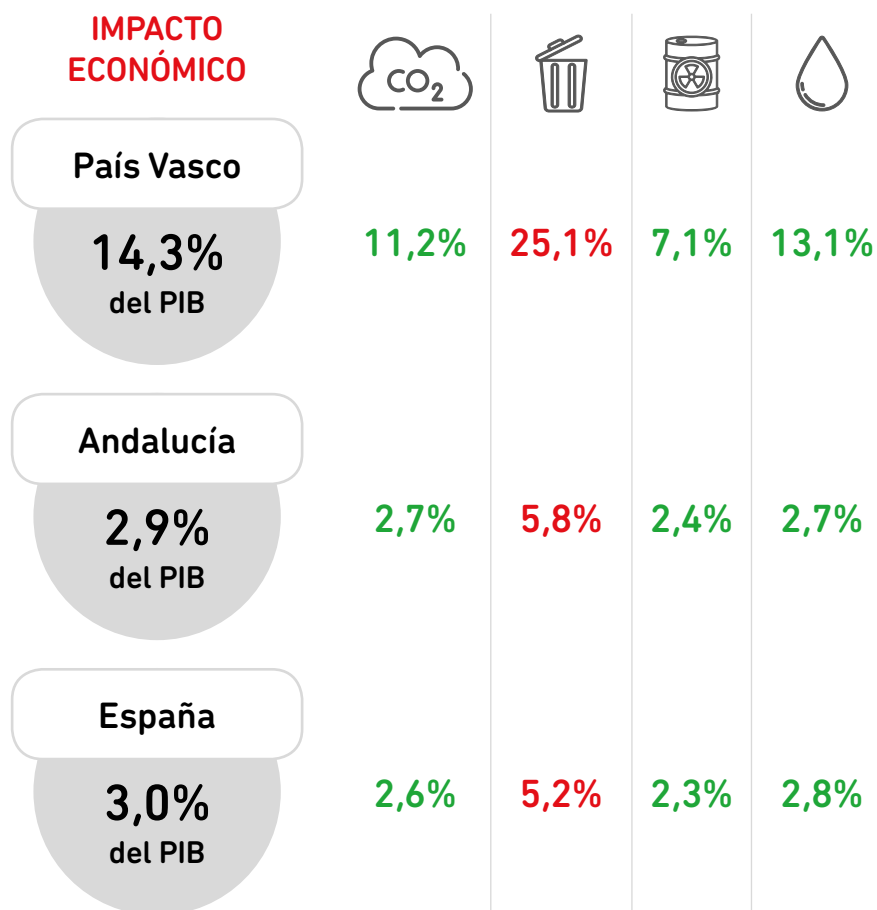 IMPACTO
ECONÓMICO
CO2
País Vasco
14,3%
del PIB
11,2% 25,1% 7,1% 13,1%
Andalucía
2,9%
del PIB
2,7% 5,8% 2,4% 2,7%
España
3,0%
del PIB
2,6% 5,2% 2,3% 2,8%